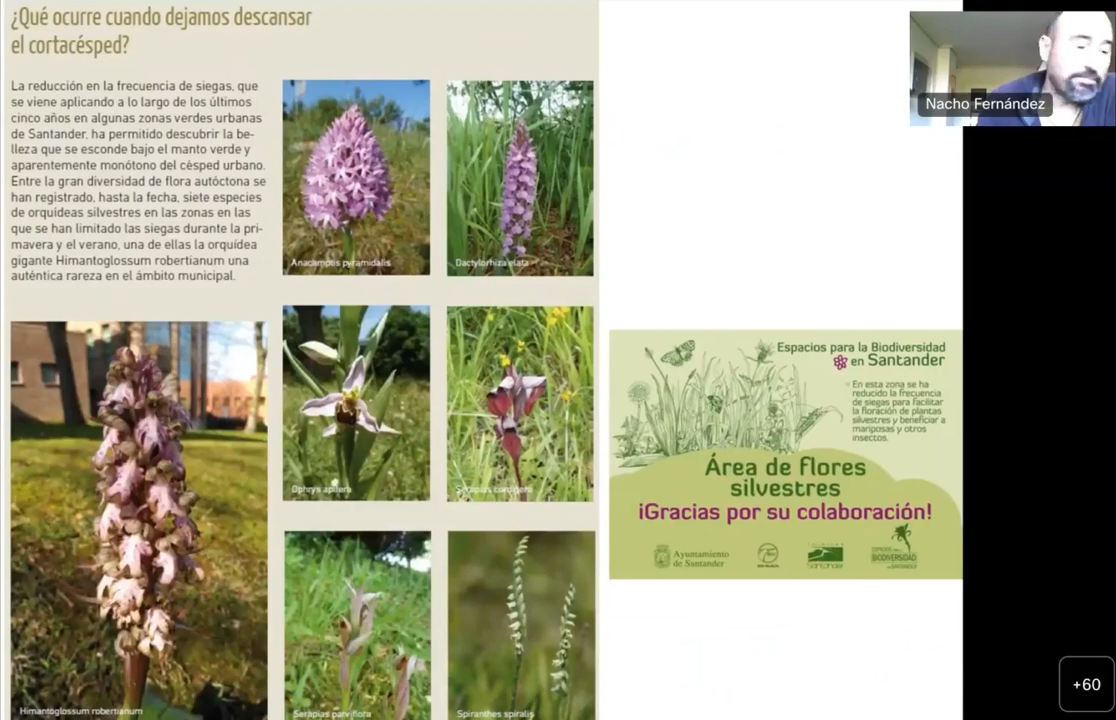 ¿Qué ocurre cuando dejamos descansar
el cortacésped?
La reducción en la frecuencia de siegas, que
se viene aplicando a lo largo de los últimos
cinco años en algunas zonas verdes urbanas
de Santander, ha permitido descubrir la be-
lleza que se esconde bajo el manto verde y
aparentemente monótono del césped urbano.
Entre la gran diversidad de flora autóctona se
han registrado, hasta la fecha, siete especies
de orquídeas silvestres en las zonas en las
que se han limitado las siegas durante la pri-
mavera y el verano, una de ellas la orquídea
gigante Himantoglossum robertianum una
auténtica rareza en el ámbito municipal.
Anacamptis pyramidalis
Dactylorhiza elata
Ophrys apifera
Serapias cordigera
Himantoglossum robertianum
Serapias parviflora
Spiranthes spiralis
Espacios para la Biodiversidad
en Santander
En esta zona se ha
reducido la frecuencia
de siegas para facilitar
la floración de plantas
silvestres y beneficiar a
mariposas y otros
insectos.
Área de flores
silvestres
¡Gracias por su colaboración!
Ayuntamiento
de Santander
Santander
BIODIVERSIDAD
Nacho Fernández
+60